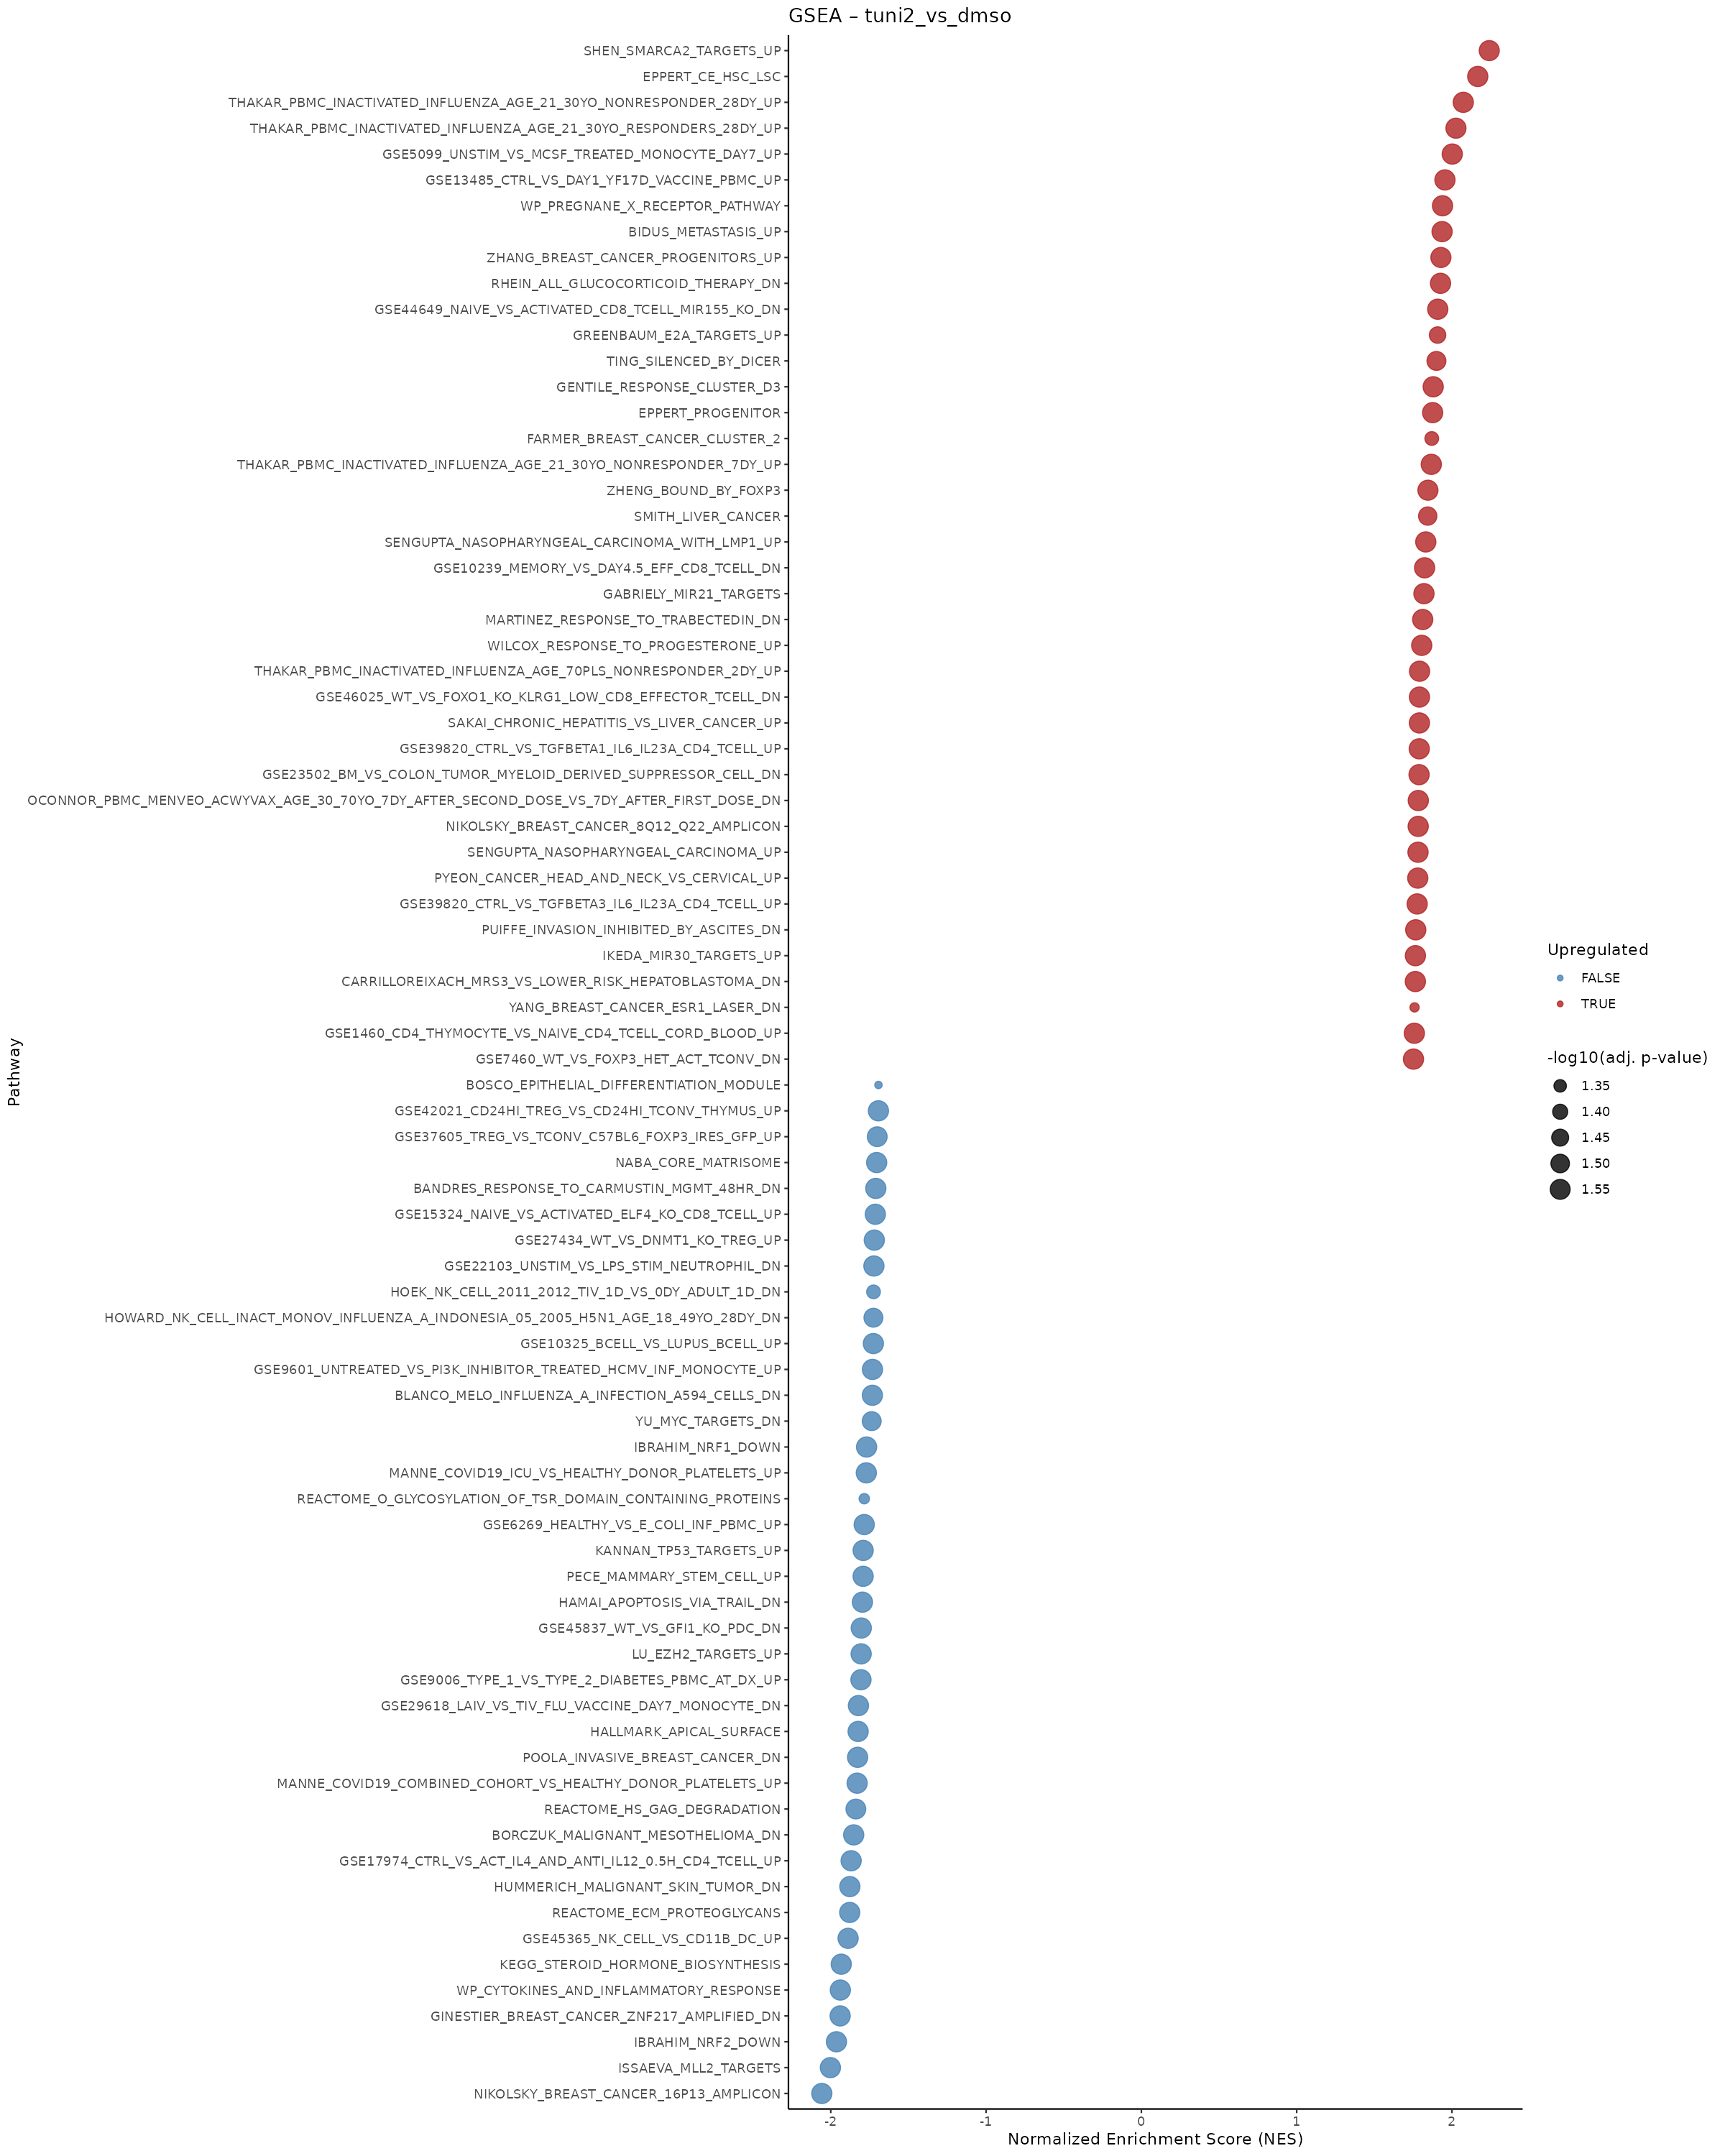 GSEA – tuni2_vs_dmso
SHEN_SMARCA2_TARGETS_UP
EPPERT_CE_HSC_LSC
THAKAR_PBMC_INACTIVATED_INFLUENZA_AGE_21_30YO_NONRESPONDER_28DY_UP
THAKAR_PBMC_INACTIVATED_INFLUENZA_AGE_21_30YO_RESPONDERS_28DY_UP
GSE5099_UNSTIM_VS_MCSF_TREATED_MONOCYTE_DAY7_UP
GSE13485_CTRL_VS_DAY1_YF17D_VACCINE_PBMC_UP
WP_PREGNANE_X_RECEPTOR_PATHWAY
BIDUS_METASTASIS_UP
ZHANG_BREAST_CANCER_PROGENITORS_UP
RHEIN_ALL_GLUCOCORTICOID_THERAPY_DN
GSE44649_NAIVE_VS_ACTIVATED_CD8_TCELL_MIR155_KO_DN
GREENBAUM_E2A_TARGETS_UP
TING_SILENCED_BY_DICER
GENTILE_RESPONSE_CLUSTER_D3
EPPERT_PROGENITOR
FARMER_BREAST_CANCER_CLUSTER_2
THAKAR_PBMC_INACTIVATED_INFLUENZA_AGE_21_30YO_NONRESPONDER_7DY_UP
ZHENG_BOUND_BY_FOXP3
SMITH_LIVER_CANCER
SENGUPTA_NASOPHARYNGEAL_CARCINOMA_WITH_LMP1_UP
GSE10239_MEMORY_VS_DAY4.5_EFF_CD8_TCELL_DN
GABRIELY_MIR21_TARGETS
MARTINEZ_RESPONSE_TO_TRABECTEDIN_DN
WILCOX_RESPONSE_TO_PROGESTERONE_UP
THAKAR_PBMC_INACTIVATED_INFLUENZA_AGE_70PLS_NONRESPONDER_2DY_UP
GSE46025_WT_VS_FOXO1_KO_KLRG1_LOW_CD8_EFFECTOR_TCELL_DN
SAKAI_CHRONIC_HEPATITIS_VS_LIVER_CANCER_UP
GSE39820_CTRL_VS_TGFBETA1_IL6_IL23A_CD4_TCELL_UP
GSE23502_BM_VS_COLON_TUMOR_MYELOID_DERIVED_SUPPRESSOR_CELL_DN
OCONNOR_PBMC_MENVEO_ACWYVAX_AGE_30_70YO_7DY_AFTER_SECOND_DOSE_VS_7DY_AFTER_FIRST_DOSE_DN
NIKOLSKY_BREAST_CANCER_8Q12_Q22_AMPLICON
SENGUPTA_NASOPHARYNGEAL_CARCINOMA_UP
PYEON_CANCER_HEAD_AND_NECK_VS_CERVICAL_UP
GSE39820_CTRL_VS_TGFBETA3_IL6_IL23A_CD4_TCELL_UP
PUIFFE_INVASION_INHIBITED_BY_ASCITES_DN
IKEDA_MIR30_TARGETS_UP
CARRILLOREIXACH_MRS3_VS_LOWER_RISK_HEPATOBLASTOMA_DN
YANG_BREAST_CANCER_ESR1_LASER_DN
GSE1460_CD4_THYMOCYTE_VS_NAIVE_CD4_TCELL_CORD_BLOOD_UP
GSE7460_WT_VS_FOXP3_HET_ACT_TCONV_DN
BOSCO_EPITHELIAL_DIFFERENTIATION_MODULE
GSE42021_CD24HI_TREG_VS_CD24HI_TCONV_THYMUS_UP
GSE37605_TREG_VS_TCONV_C57BL6_FOXP3_IRES_GFP_UP
NABA_CORE_MATRISOME
BANDRES_RESPONSE_TO_CARMUSTIN_MGMT_48HR_DN
GSE15324_NAIVE_VS_ACTIVATED_ELF4_KO_CD8_TCELL_UP
GSE27434_WT_VS_DNMT1_KO_TREG_UP
GSE22103_UNSTIM_VS_LPS_STIM_NEUTROPHIL_DN
HOEK_NK_CELL_2011_2012_TIV_1D_VS_0DY_ADULT_1D_DN
HOWARD_NK_CELL_INACT_MONOV_INFLUENZA_A_INDONESIA_05_2005_H5N1_AGE_18_49YO_28DY_DN
GSE10325_BCELL_VS_LUPUS_BCELL_UP
GSE9601_UNTREATED_VS_PI3K_INHIBITOR_TREATED_HCMV_INF_MONOCYTE_UP
BLANCO_MELO_INFLUENZA_A_INFECTION_A594_CELLS_DN
YU_MYC_TARGETS_DN
IBRAHIM_NRF1_DOWN
MANNE_COVID19_ICU_VS_HEALTHY_DONOR_PLATELETS_UP
REACTOME_O_GLYCOSYLATION_OF_TSR_DOMAIN_CONTAINING_PROTEINS
GSE6269_HEALTHY_VS_E_COLI_INF_PBMC_UP
KANNAN_TP53_TARGETS_UP
PECE_MAMMARY_STEM_CELL_UP
HAMAI_APOPTOSIS_VIA_TRAIL_DN
GSE45837_WT_VS_GFI1_KO_PDC_DN
LU_EZH2_TARGETS_UP
GSE9006_TYPE_1_VS_TYPE_2_DIABETES_PBMC_AT_DX_UP
GSE29618_LAIV_VS_TIV_FLU_VACCINE_DAY7_MONOCYTE_DN
HALLMARK_APICAL_SURFACE
POOLA_INVASIVE_BREAST_CANCER_DN
MANNE_COVID19_COMBINED_COHORT_VS_HEALTHY_DONOR_PLATELETS_UP
REACTOME_HS_GAG_DEGRADATION
BORCZUK_MALIGNANT_MESOTHELIOMA_DN
GSE17974_CTRL_VS_ACT_IL4_AND_ANTI_IL12_0.5H_CD4_TCELL_UP
HUMMERICH_MALIGNANT_SKIN_TUMOR_DN
REACTOME_ECM_PROTEOGLYCANS
GSE45365_NK_CELL_VS_CD11B_DC_UP
KEGG_STEROID_HORMONE_BIOSYNTHESIS
WP_CYTOKINES_AND_INFLAMMATORY_RESPONSE
GINESTIER_BREAST_CANCER_ZNF217_AMPLIFIED_DN
IBRAHIM_NRF2_DOWN
ISSAEVA_MLL2_TARGETS
NIKOLSKY_BREAST_CANCER_16P13_AMPLICON
-2 -1 0 1 2
Normalized Enrichment Score (NES)
Pathway
Upregulated
FALSE
TRUE
-log10(adj. p-value)
1.35
1.40
1.45
1.50
1.55